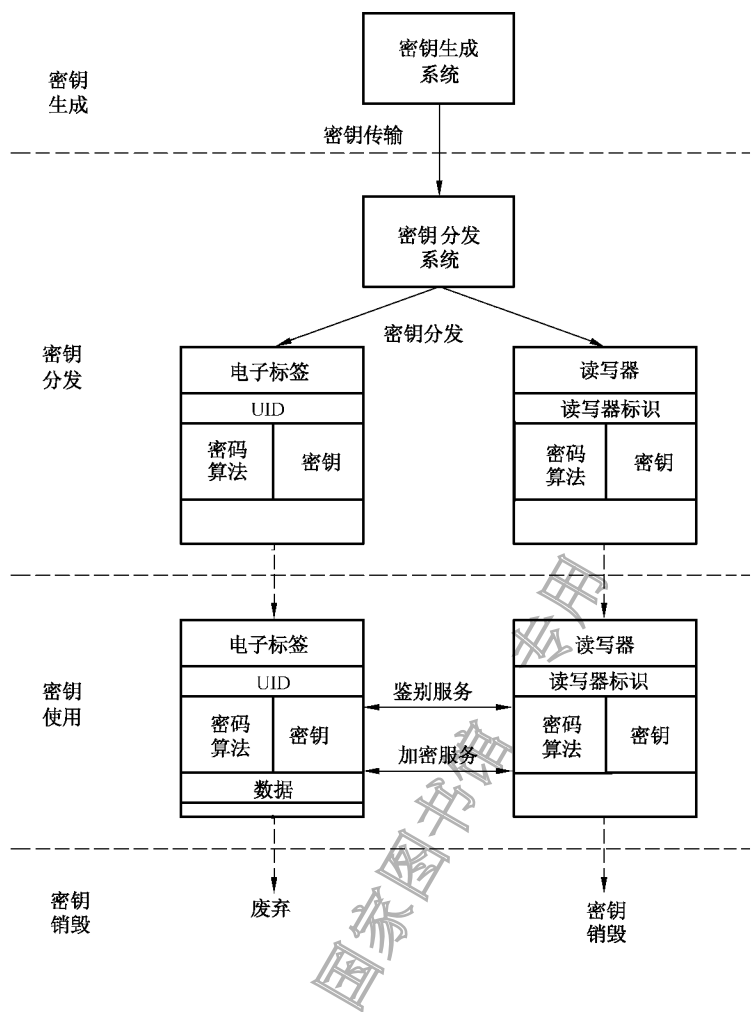 密钥
生成
密钥生成
系统
密钥传输
密钥分发
系统
密钥分发
密钥
分发
电子标签
UID
密码
算法
密钥
读写器
读写器标识
密码
算法
密钥
密钥
使用
电子标签
UID
密码
算法
密钥
数据
鉴别服务
加密服务
读写器
读写器标识
密码
算法
密钥
密钥
销毁
废弃
密钥
销毁
国家图书馆 专用